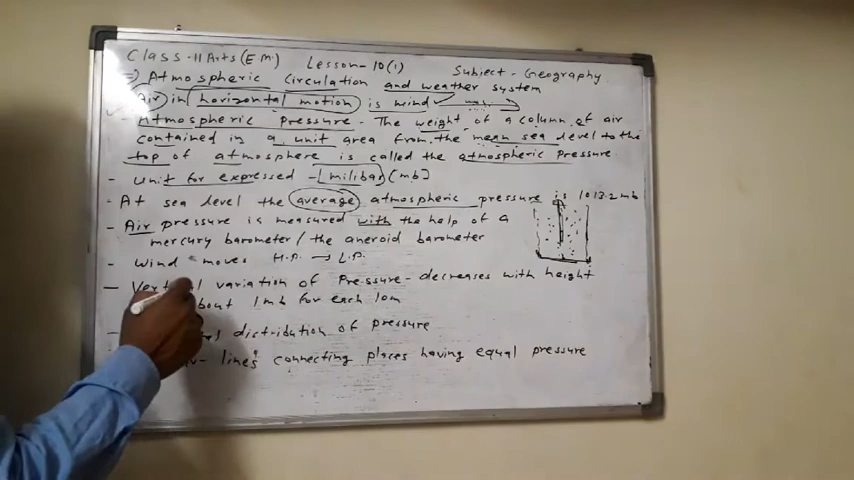 Class-11 Arts (E.M.) Lesson-10(1) Subject-Geography
=> Atmospheric Circulation and weather system
Air in horizontal motion is wind
- Atmospheric Pressure - The weight of a column of air
contained in a unit area from the mean sea level to the
top of atmosphere is called the atmospheric pressure
- unit for expressed - [milibar] (mb]
- At sea level the average atmospheric pressure is 1013.2 mb
- Air pressure is measured with the help of a
mercury barometer / the aneroid barometer
- wind moves H.P. → L.P.
- Vertical variation of Pressure - decreases with height
about 1mb for each 10m
- distribution of pressure
- lines connecting places having equal pressure